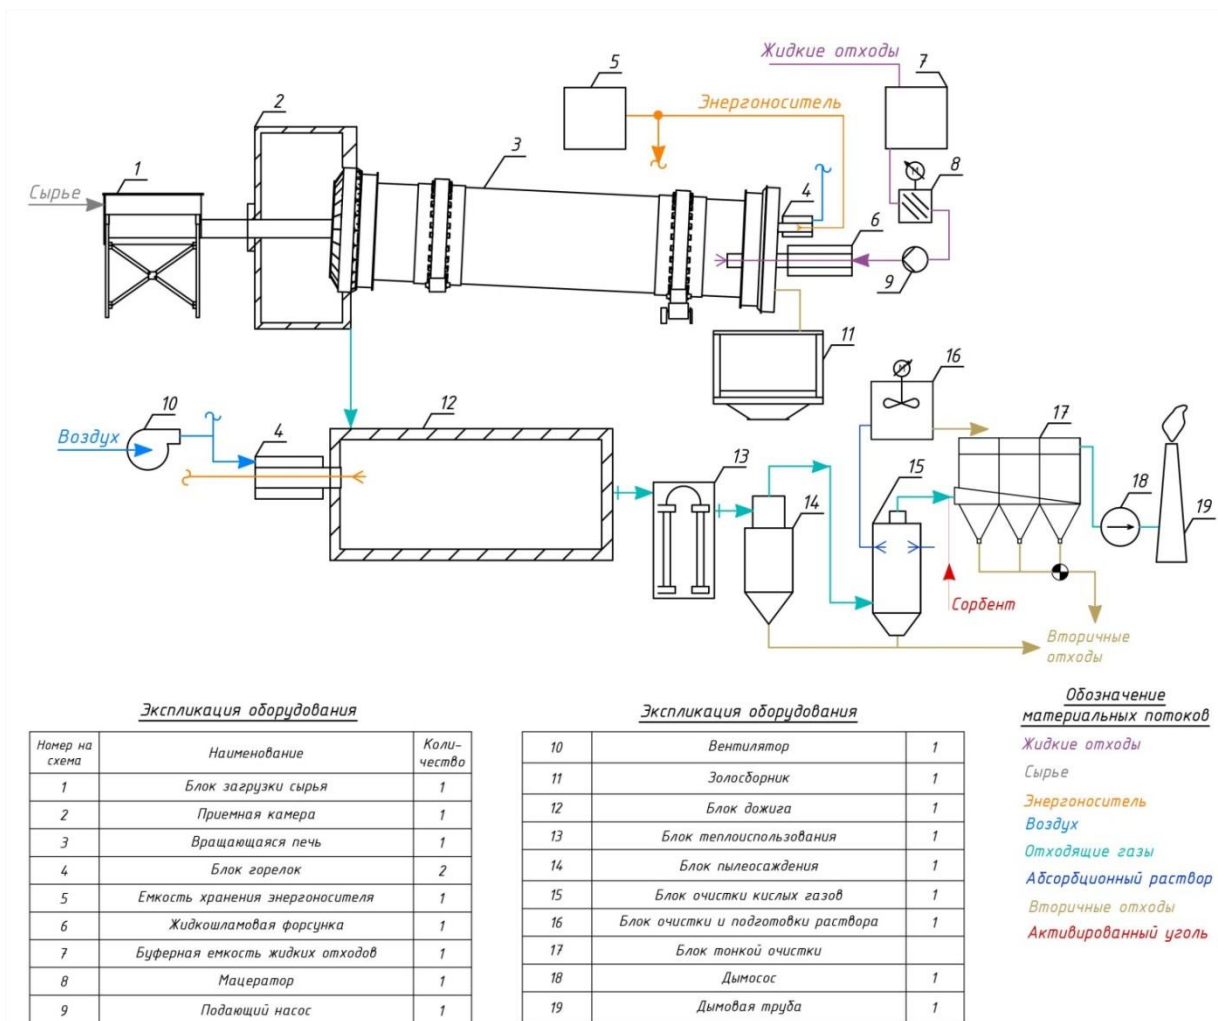 Жидкие отходы
5
7
2
Энергоноситель
3
1
4
8
Сырье
M
6
9
11
16
M
10
12
17
Воздух
4
13
15
18
14
19
Сорбент
Вторичные
отходы
Экспликация оборудования
Номер на схема
Наименование
Коли-чество
1 Блок загрузки сырья 1
2 Приемная камера 1
3 Вращающаяся печь 1
4 Блок горелок 2
5 Емкость хранения энергоносителя 1
6 Жидкошламовая форсунка 1
7 Буферная емкость жидких отходов 1
8 Мацератор 1
9 Подающий насос 1
Экспликация оборудования
10 Вентилятор 1
11 Золосборник 1
12 Блок дожига 1
13 Блок теплоиспользования 1
14 Блок пылеосаждения 1
15 Блок очистки кислых газов 1
16 Блок очистки и подготовки раствора 1
17 Блок тонкой очистки
18 Дымосос 1
19 Дымовая труба 1
Обозначение
материальных потоков
Жидкие отходы
Сырье
Энергоноситель
Воздух
Отходящие газы
Абсорбционный раствор
Вторичные отходы
Активированный уголь